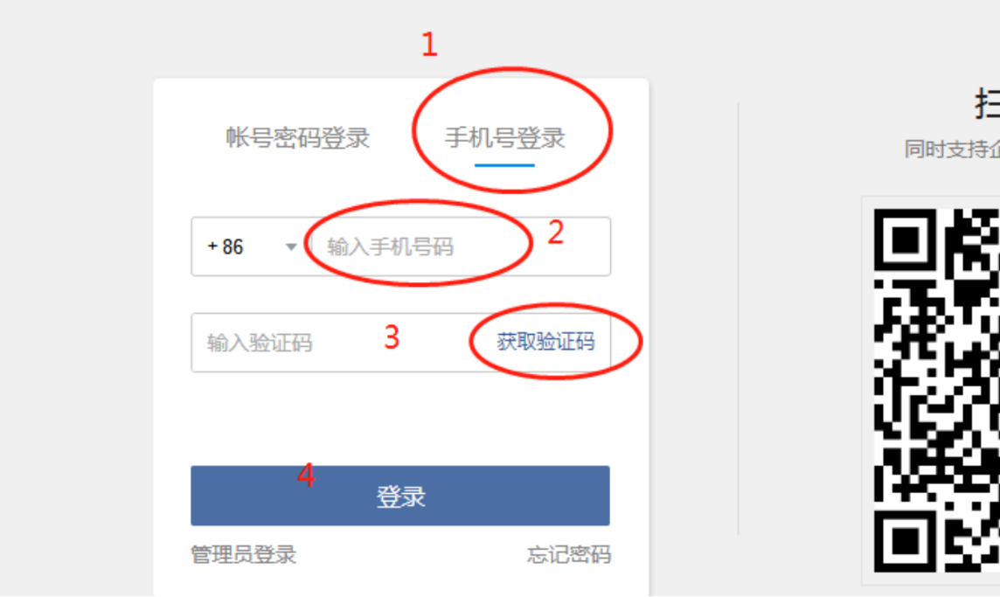 1
帐号密码登录 手机号登录
+ 86 输入手机号码 2
输入验证码 3 获取验证码
4
登录
管理员登录 忘记密码
扫
同时支持企